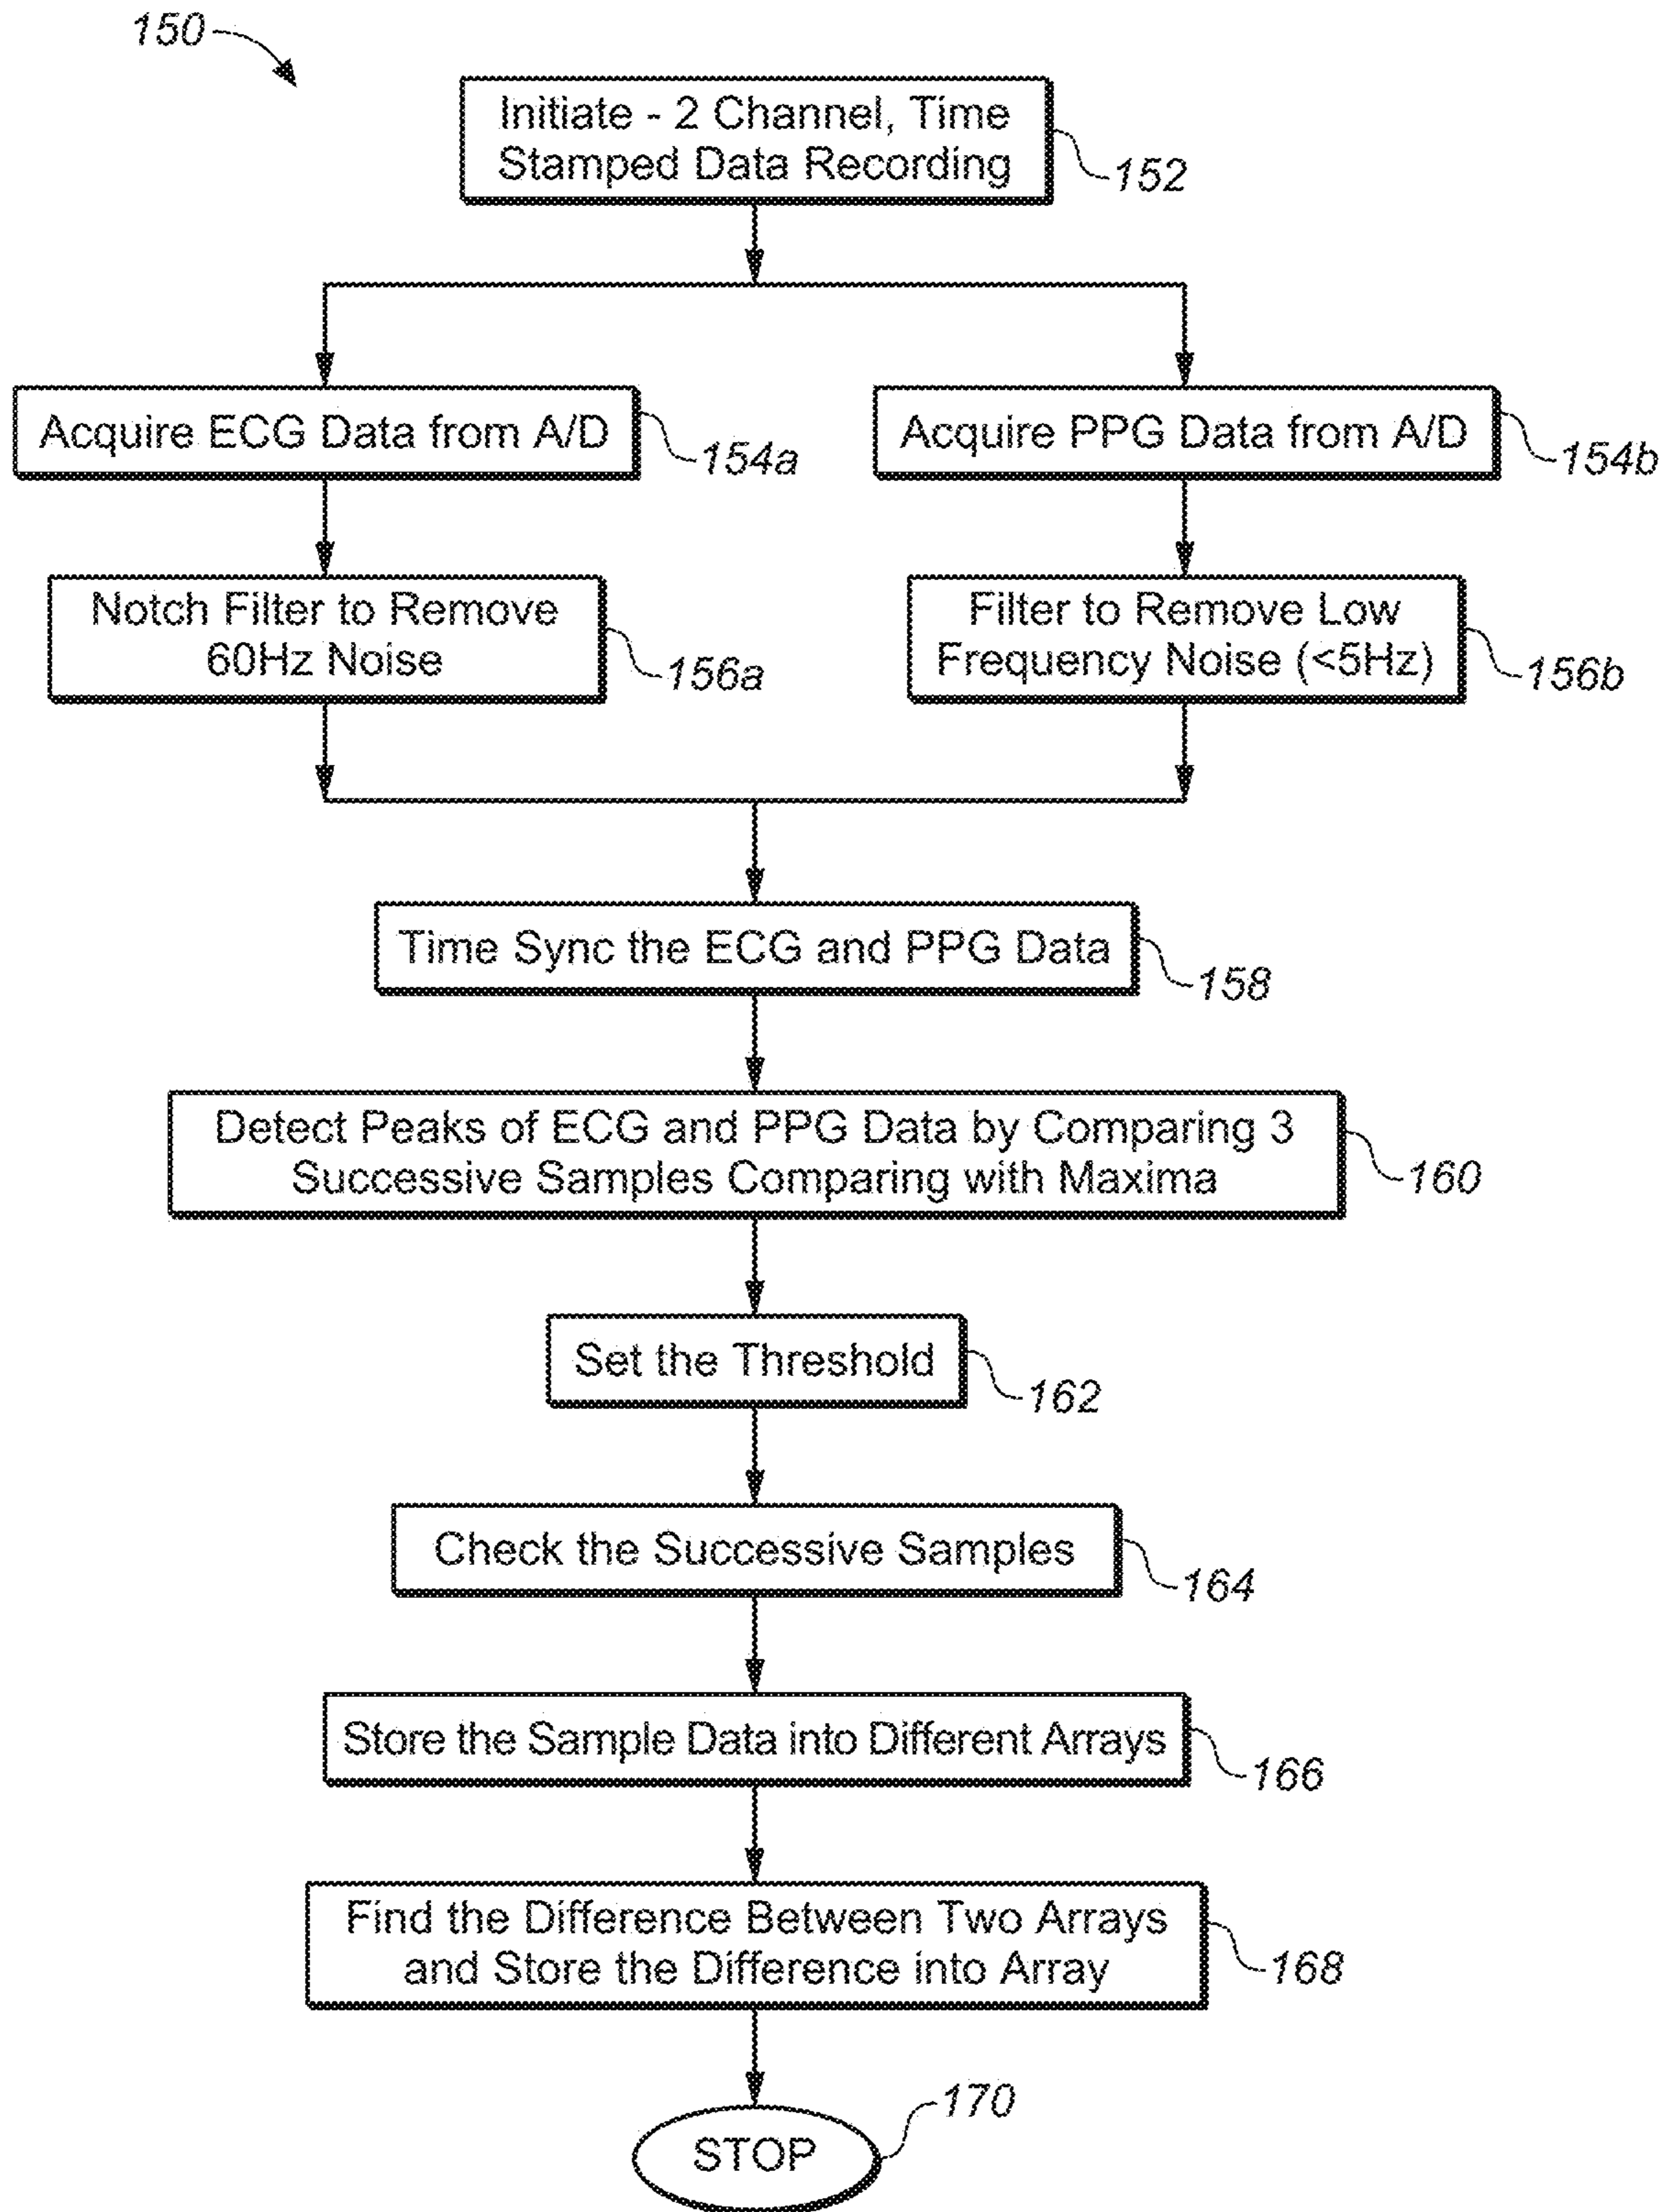 150
Initiate - 2 Channel, Time
Stamped Data Recording
152
Acquire ECG Data from A/D
154a
Acquire PPG Data from A/D
154b
Notch Filter to Remove
60Hz Noise
156a
Filter to Remove Low
Frequency Noise (<5Hz)
156b
Time Sync the ECG and PPG Data
158
Detect Peaks of ECG and PPG Data by Comparing 3
Successive Samples Comparing with Maxima
160
Set the Threshold
162
Check the Successive Samples
164
Store the Sample Data into Different Arrays
166
Find the Difference Between Two Arrays
and Store the Difference into Array
168
STOP
170